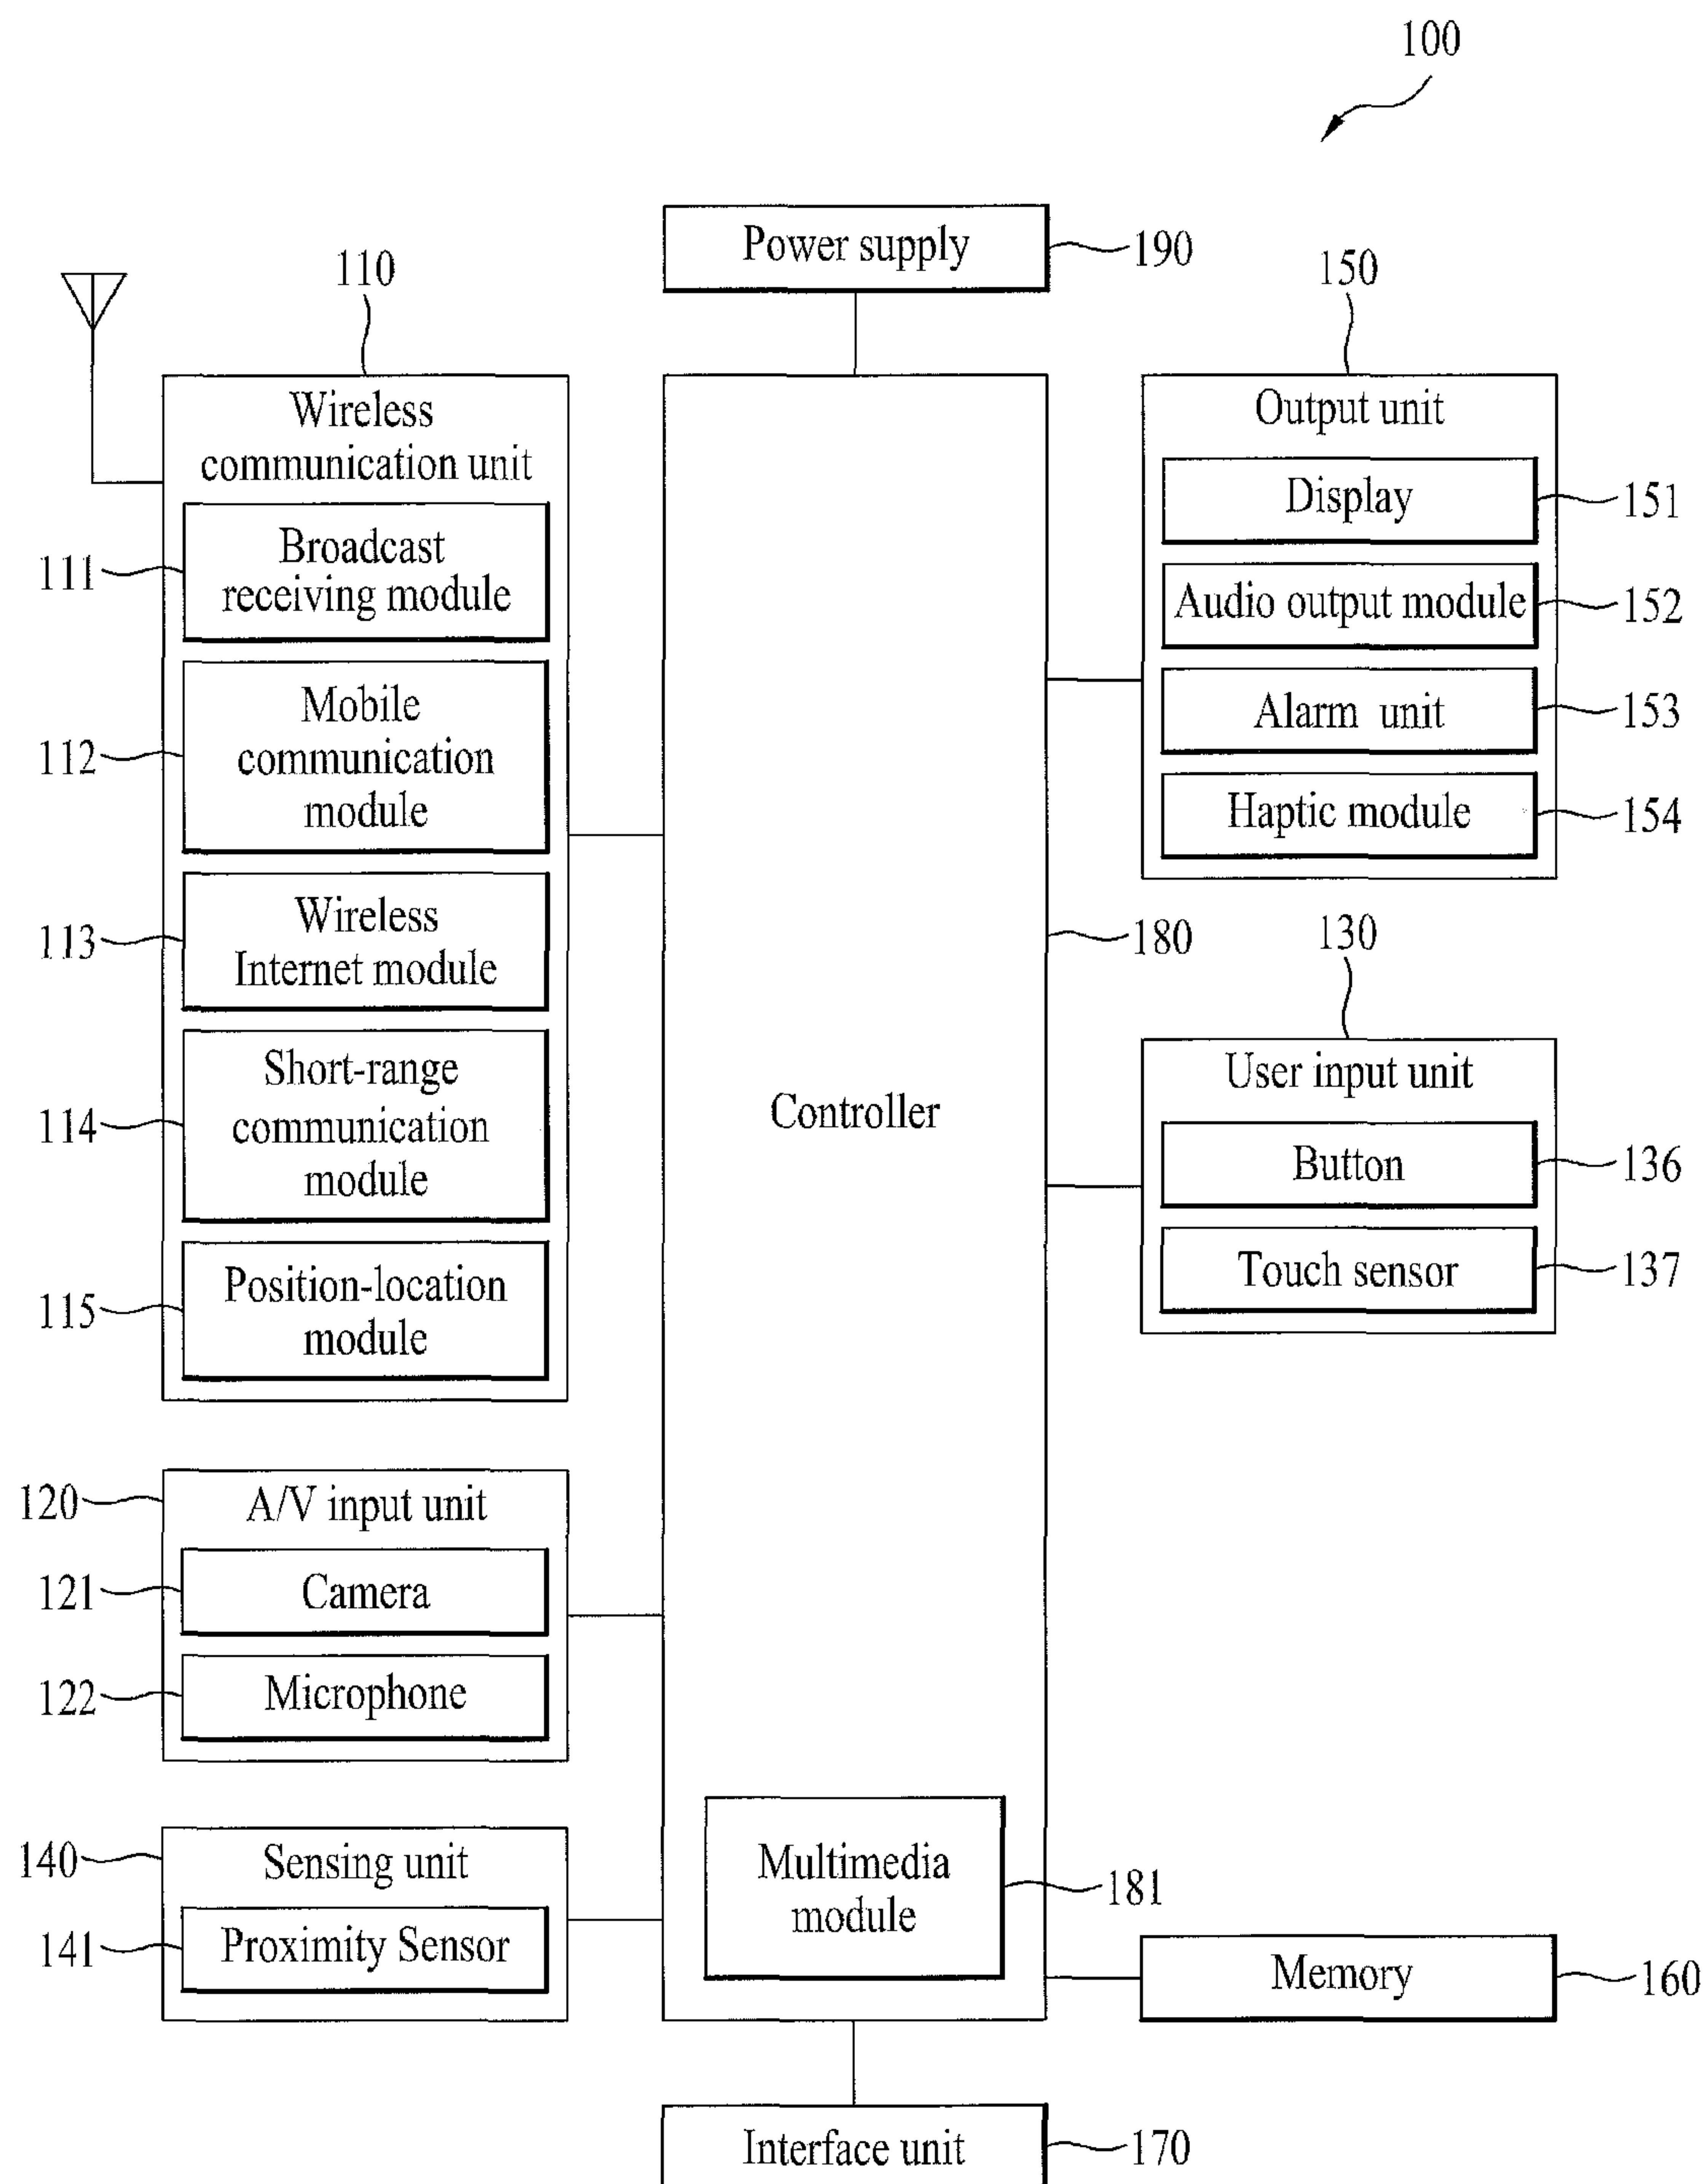 100
Power supply
190
110
Wireless
communication unit
111
Broadcast
receiving module
112
Mobile
communication
module
113
Wireless
Internet module
114
Short-range
communication
module
115
Position-location
module
120
A/V input unit
121
Camera
122
Microphone
140
Sensing unit
141
Proximity Sensor
Controller
180
Multimedia
module
181
150
Output unit
Display
151
Audio output module
152
Alarm unit
153
Haptic module
154
130
User input unit
Button
136
Touch sensor
137
Memory
160
Interface unit
170